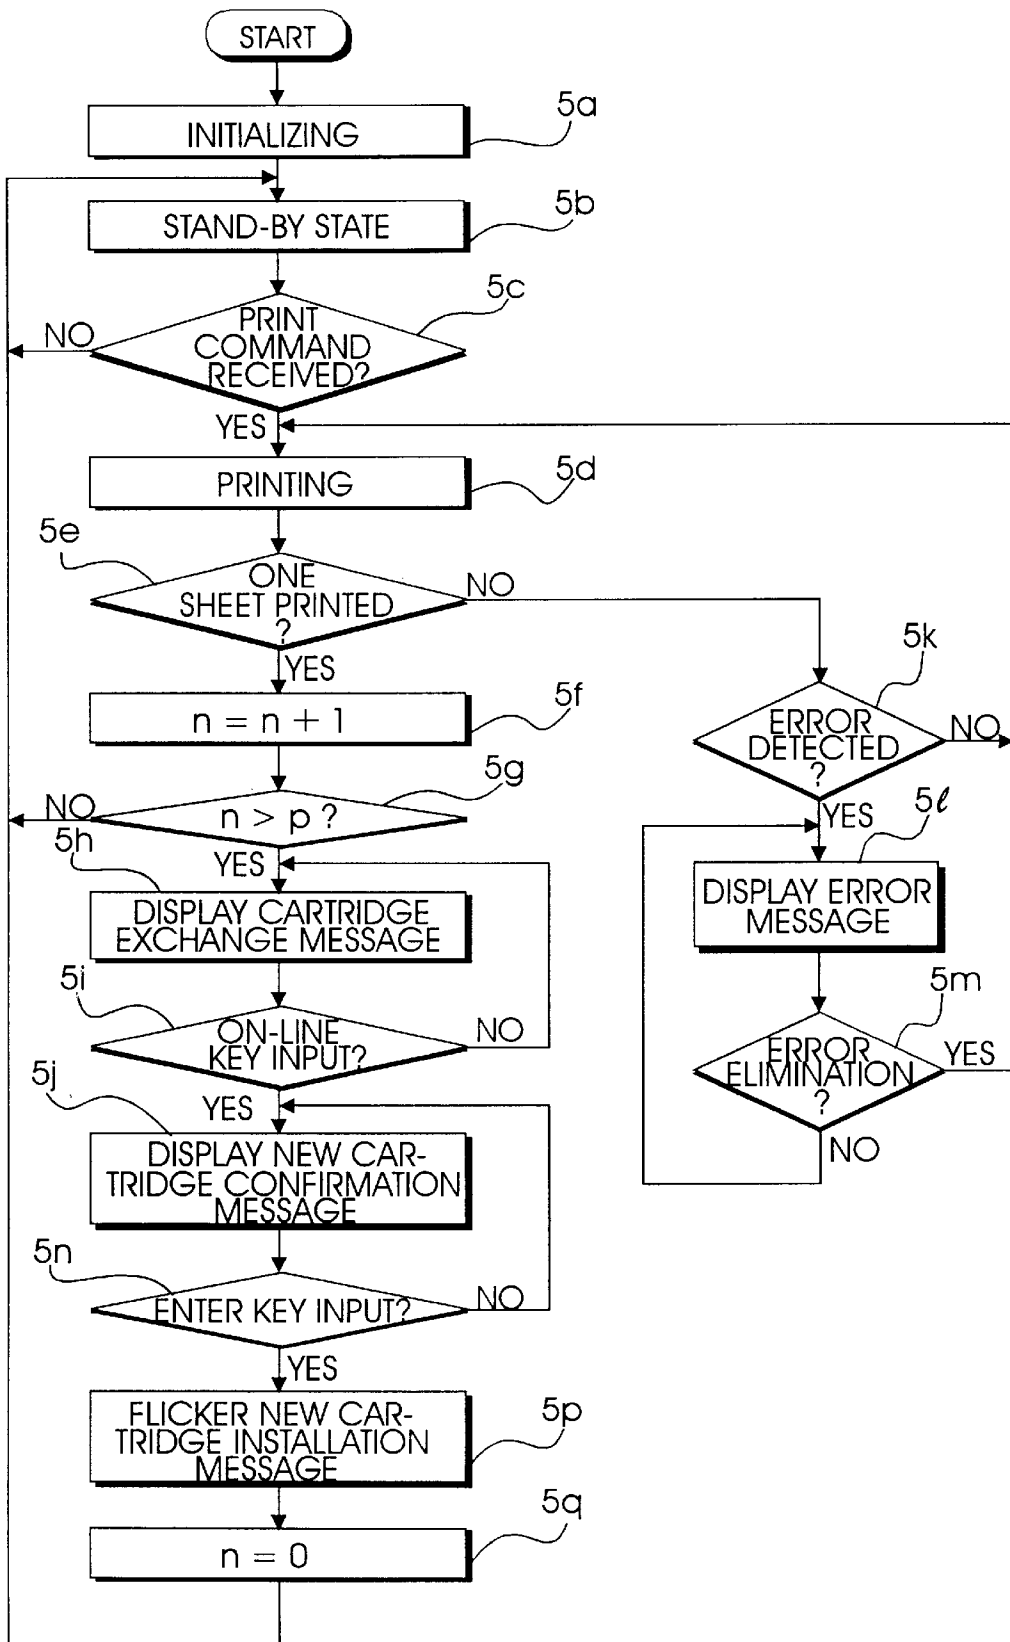 START
INITIALIZING
5a
STAND-BY STATE
5b
PRINT
COMMAND
RECEIVED?
5c
NO
YES
PRINTING
5d
5e
ONE
SHEET PRINTED
?
NO
YES
n = n + 1
5f
5k
ERROR
DETECTED
?
NO
YES
n > p ?
5g
NO
YES
5h
DISPLAY CARTRIDGE
EXCHANGE MESSAGE
5ℓ
DISPLAY ERROR
MESSAGE
5i
ON-LINE
KEY INPUT?
NO
YES
5m
ERROR
ELIMINATION
?
YES
NO
5j
DISPLAY NEW CAR-
TRIDGE CONFIRMATION
MESSAGE
5n
ENTER KEY INPUT?
NO
YES
FLICKER NEW CAR-
TRIDGE INSTALLATION
MESSAGE
5p
n = 0
5q